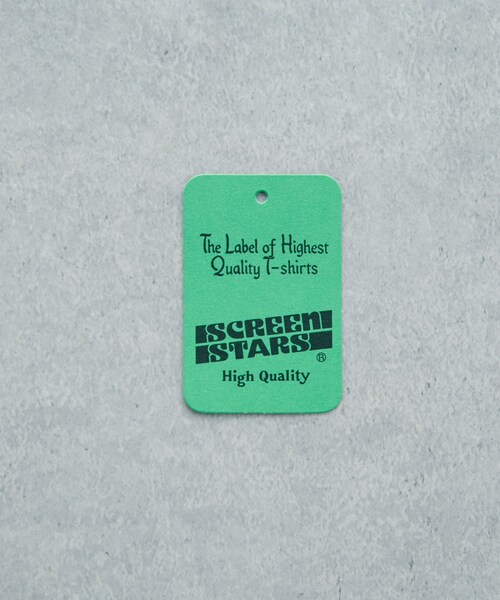 The Label of Highest
Quality T-shirts
SCREEN
STARS®
High Quality